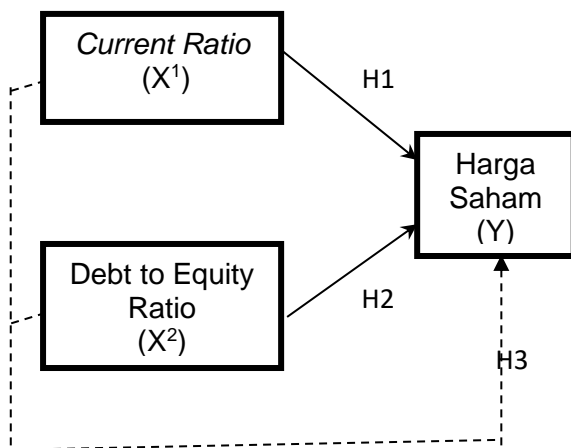 Current Ratio
(X¹)
H1
Harga
Saham
(Y)
Debt to Equity
Ratio
(X²)
H2
H3